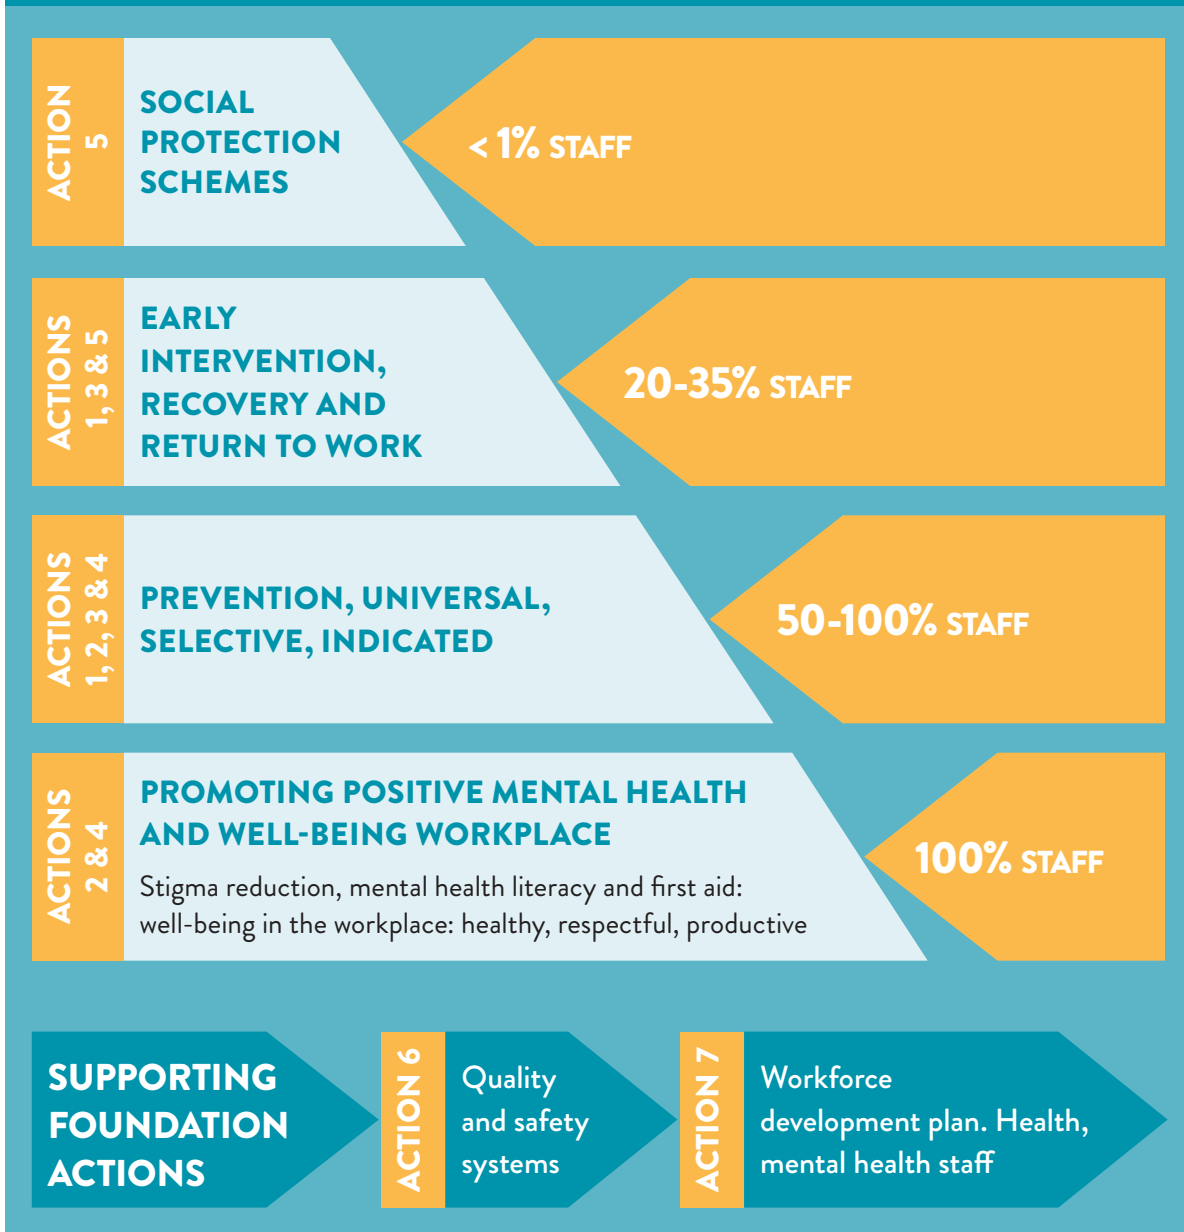 ACTION
5
SOCIAL
PROTECTION
SCHEMES
< 1% STAFF
ACTIONS
1, 3 & 5
EARLY
INTERVENTION,
RECOVERY AND
RETURN TO WORK
20-35% STAFF
ACTIONS
1, 2, 3 & 4
PREVENTION, UNIVERSAL,
SELECTIVE, INDICATED
50-100% STAFF
ACTIONS
2 & 4
PROMOTING POSITIVE MENTAL HEALTH
AND WELL-BEING WORKPLACE
Stigma reduction, mental health literacy and first aid:
well-being in the workplace: healthy, respectful, productive
100% STAFF
SUPPORTING
FOUNDATION
ACTIONS
ACTION 6
Quality
and safety
systems
ACTION 7
Workforce
development plan. Health,
mental health staff